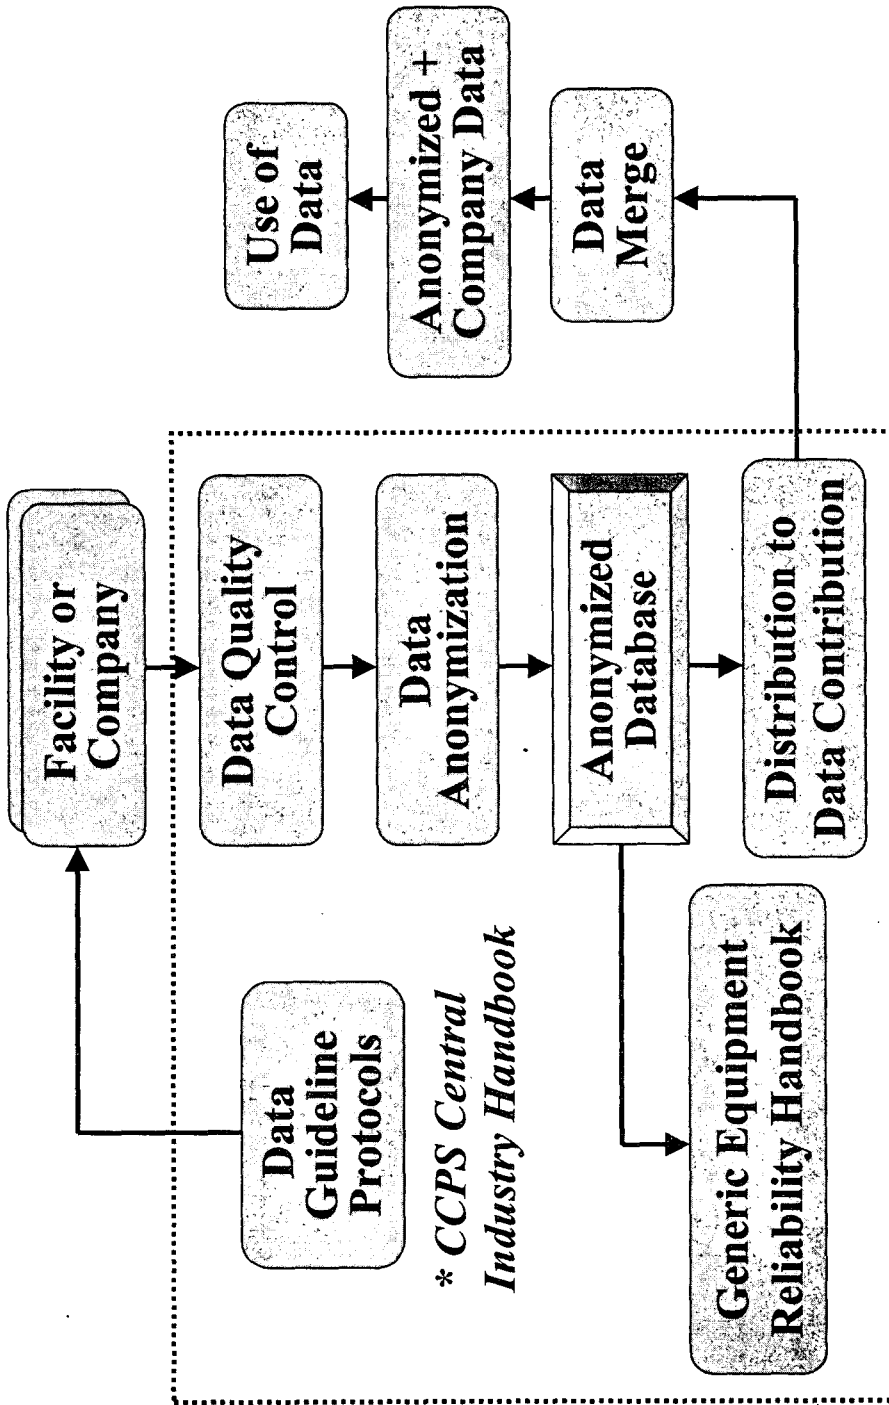 Facility or
Company
Data Quality
Control
Data
Anonymization
Anonymized
Database
Distribution to
Data Contribution
Data
Guideline
Protocols
* CCPS Central
Industry Handbook
Generic Equipment
Reliability Handbook
Use of
Data
Anonymized +
Company Data
Data
Merge